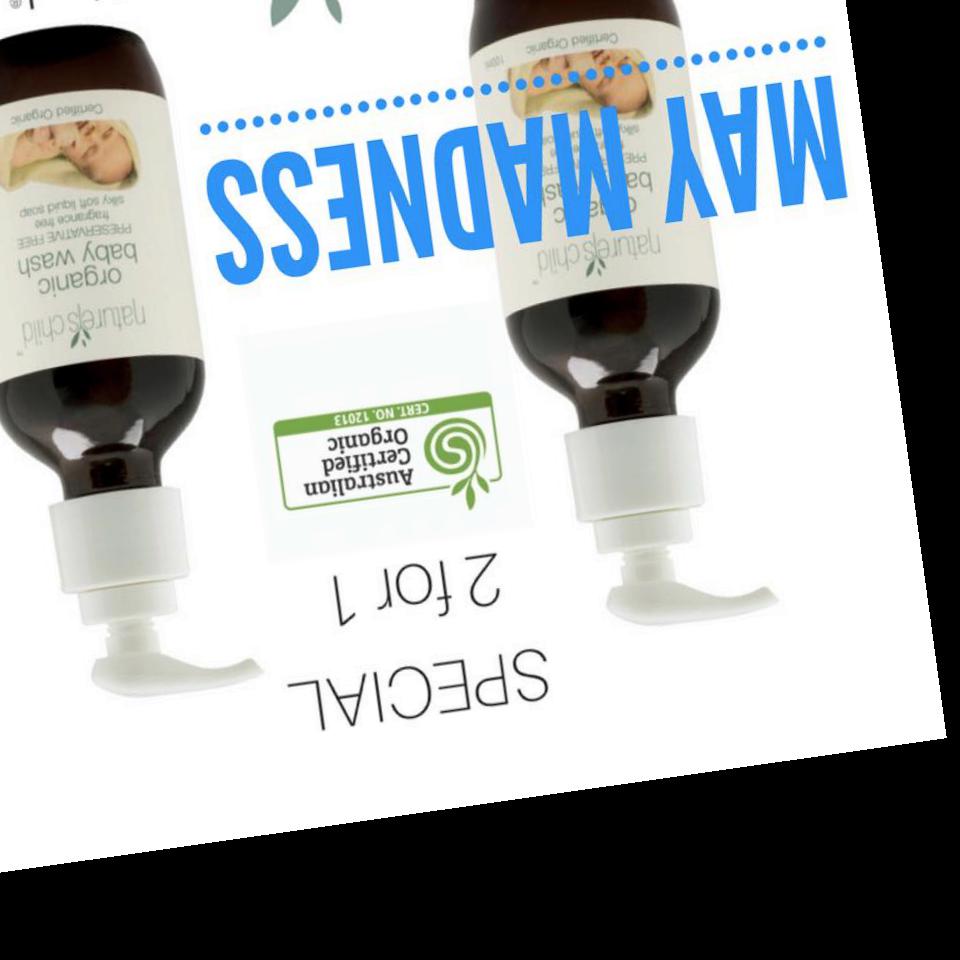 SPECIAL
2 for 1
Australian
Certified
Organic
CERT. NO. 12013
MAY MADNESS
nature's child
organic
baby wash
PRESERVATIVE FREE
fragrance free
silky soft liquid soap
Certified Organic
nature's child
Certified Organic
100ml